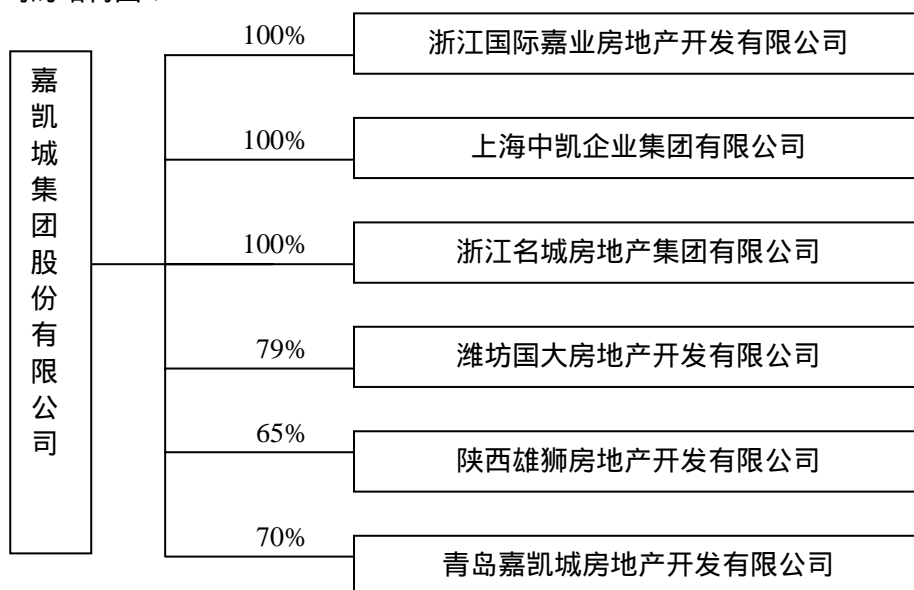 嘉凯城集团股份有限公司
100%
浙江国际嘉业房地产开发有限公司
100%
上海中凯企业集团有限公司
100%
浙江名城房地产集团有限公司
79%
潍坊国大房地产开发有限公司
65%
陕西雄狮房地产开发有限公司
70%
青岛嘉凯城房地产开发有限公司